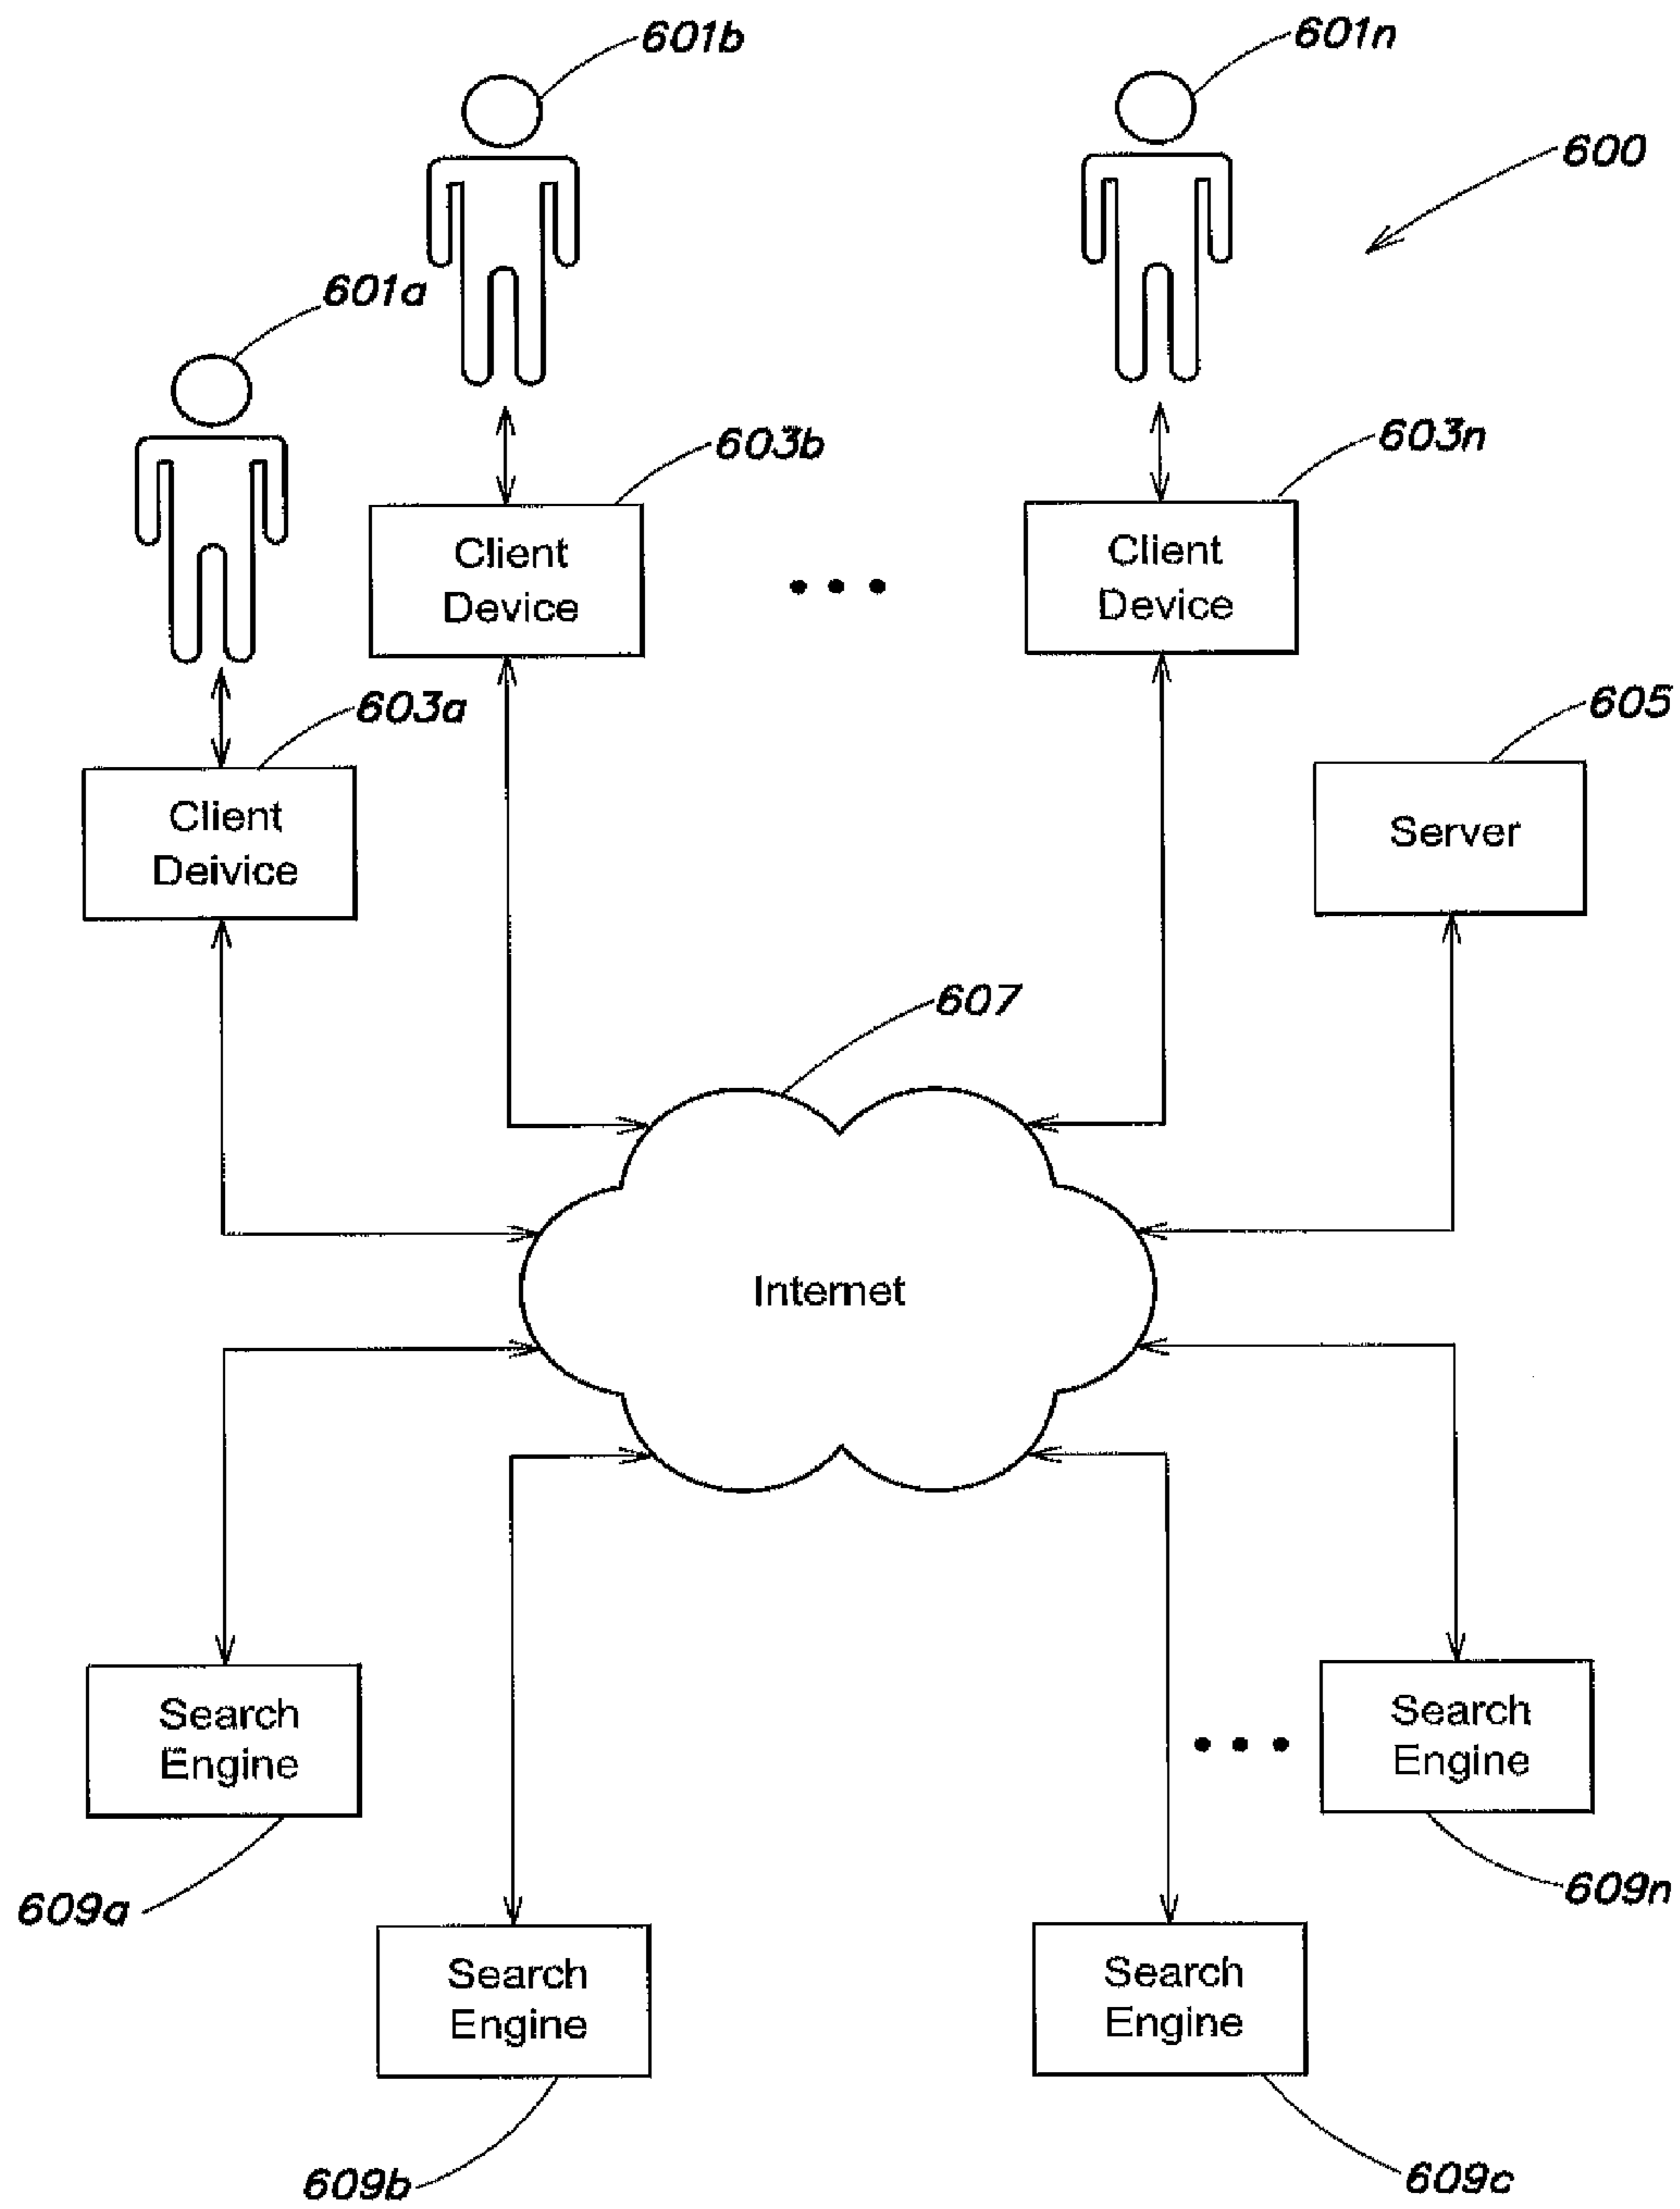 601b
601n
600
601a
603b
603n
Client
Device
Client
Device
603a
605
Client
Deivice
Server
607
Internet
Search
Engine
Search
Engine
609a
609n
Search
Engine
Search
Engine
609b
609c